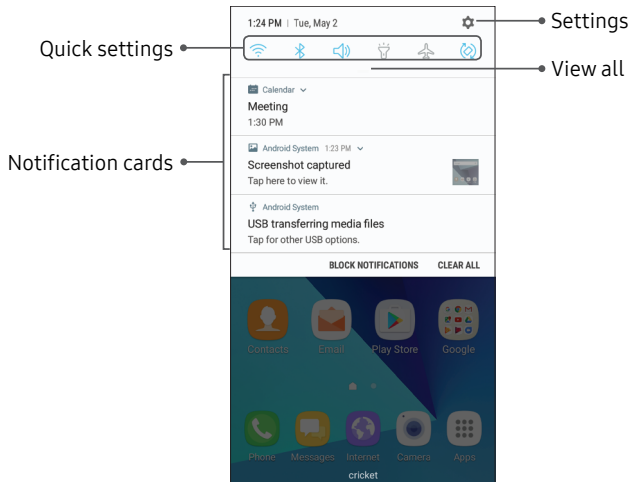 1:24 PM | Tue, May 2
Settings
Quick settings
View all
Calendar
Meeting
1:30 PM
Notification cards
Android System 1:23 PM
Screenshot captured
Tap here to view it.
Android System
USB transferring media files
Tap for other USB options.
BLOCK NOTIFICATIONS CLEAR ALL
Contacts Email Play Store Google
Phone Messages Internet Camera Apps
cricket